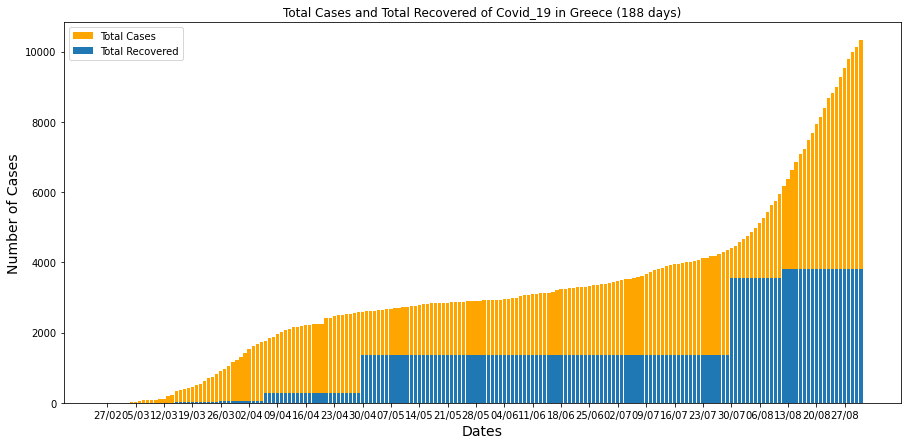 Total Cases and Total Recovered of Covid_19 in Greece (188 days)
Total Cases
Total Recovered
Number of Cases
10000
8000
6000
4000
2000
0
27/02 05/03 12/03 19/03 26/03 02/04 09/04 16/04 23/04 30/04 07/05 14/05 21/05 28/05 04/06 11/06 18/06 25/06 02/07 09/07 16/07 23/07 30/07 06/08 13/08 20/08 27/08
Dates